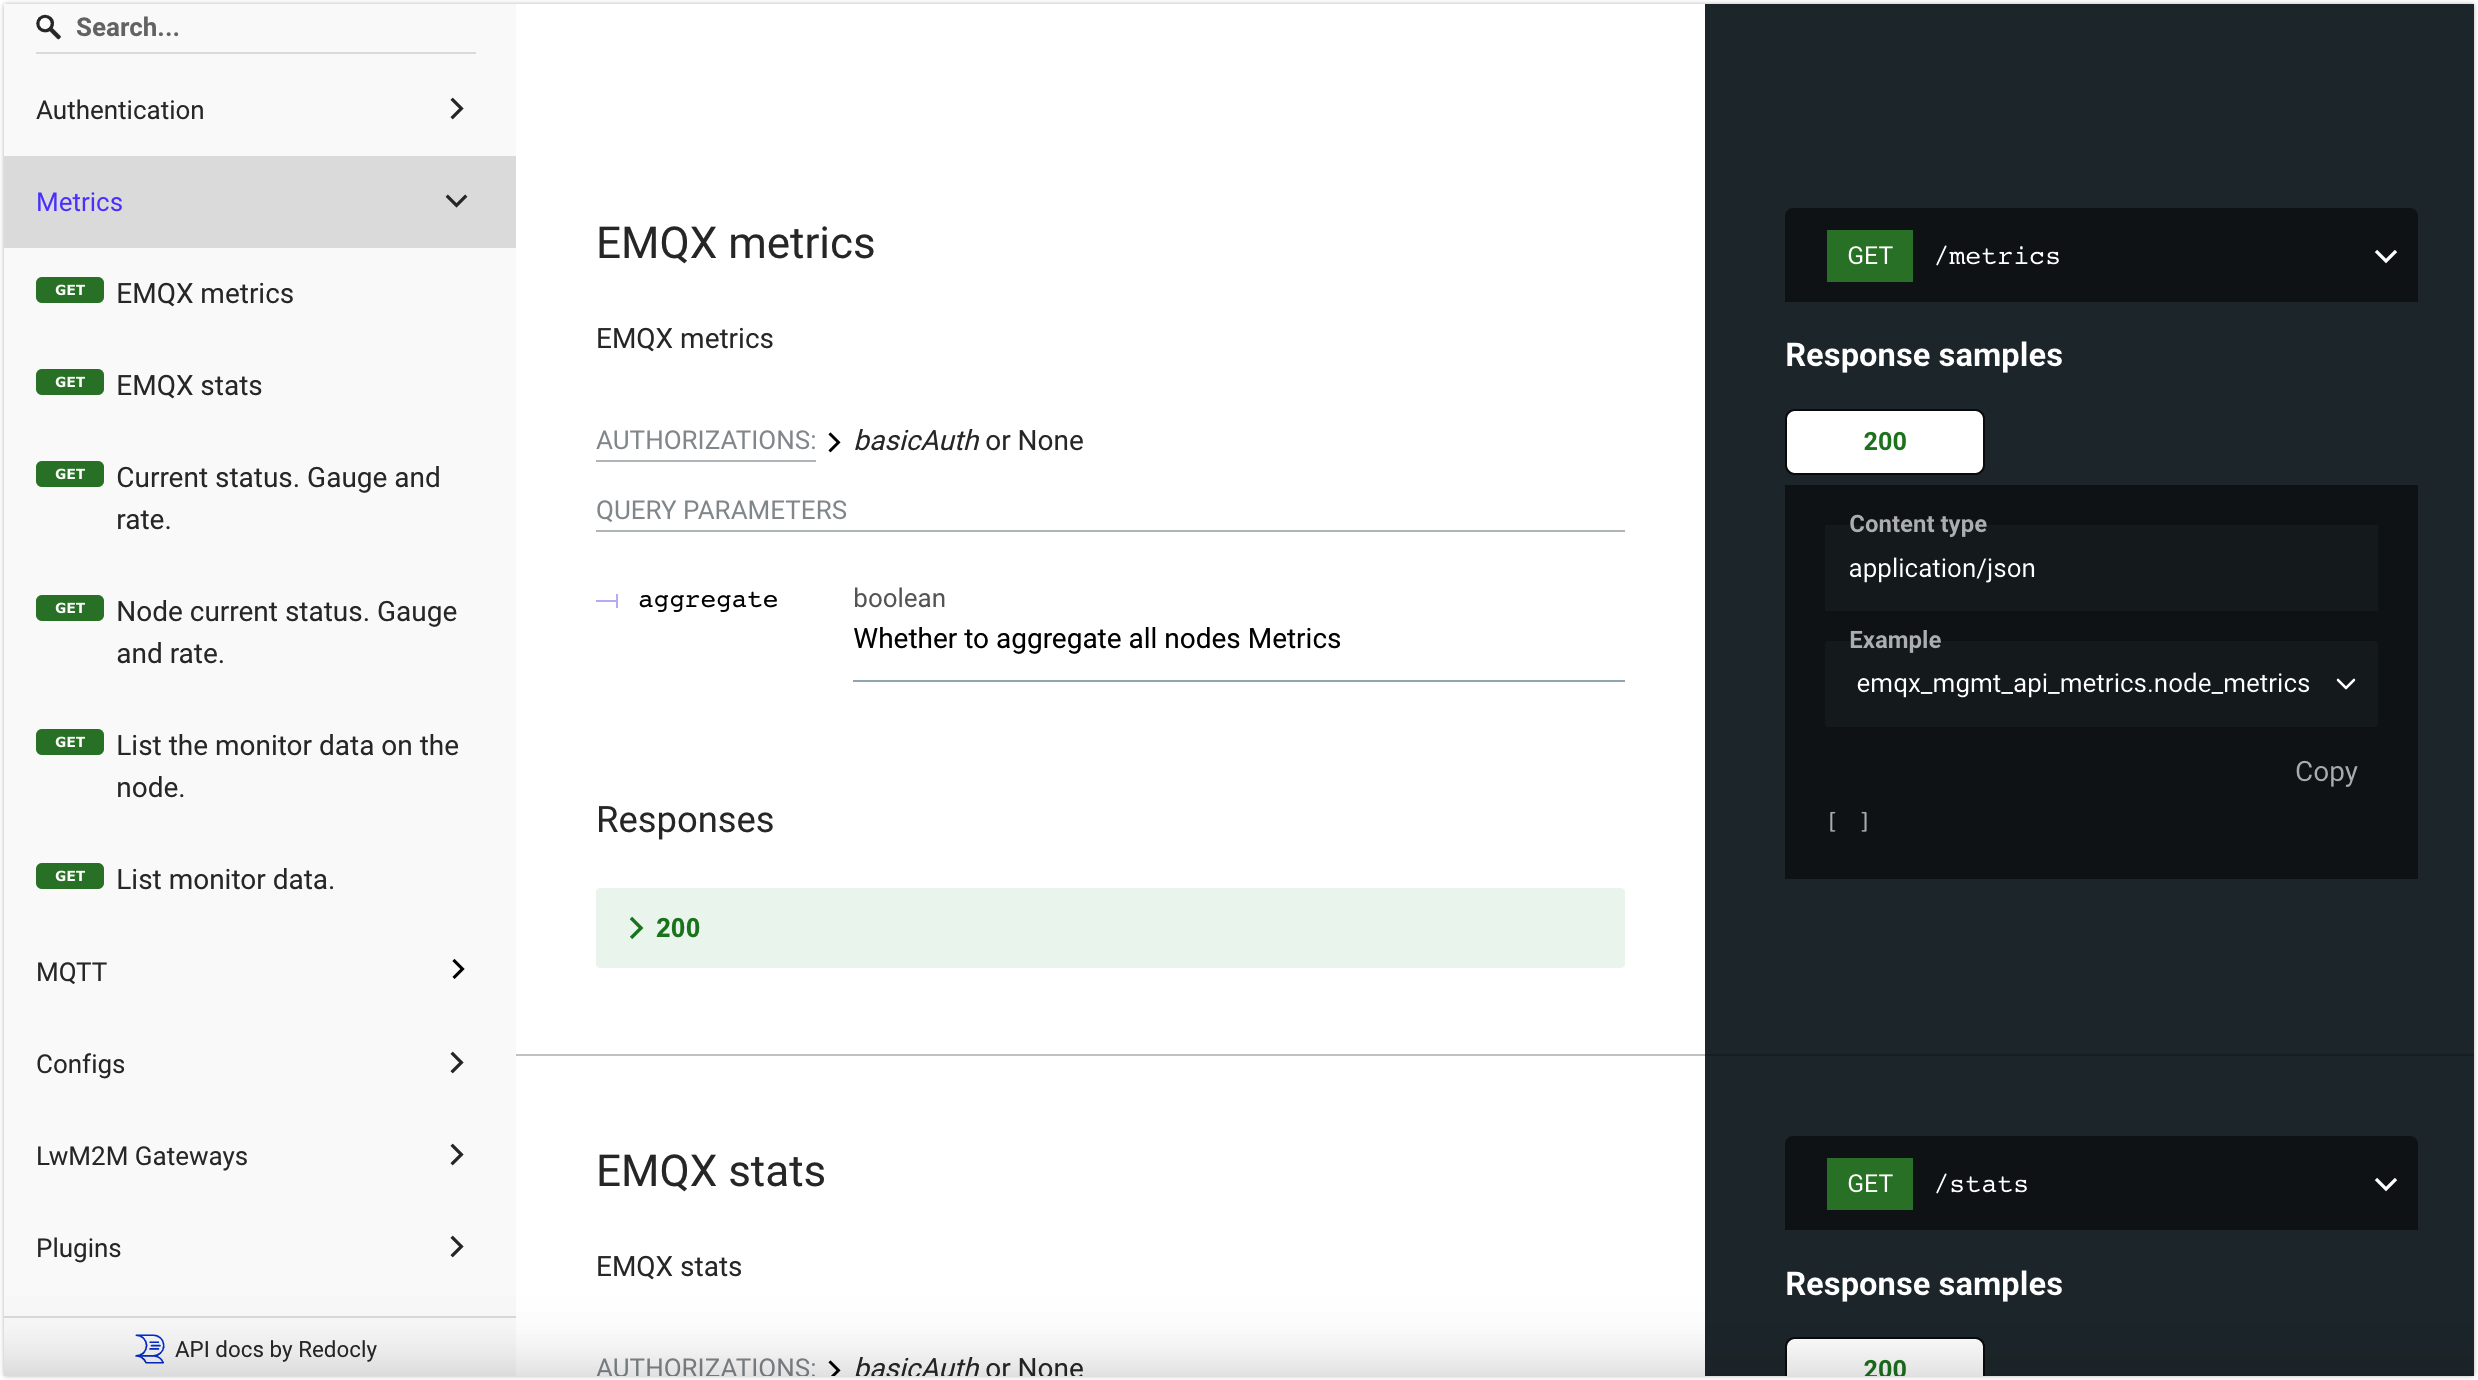 Search...
Authentication
Metrics
GET EMQX metrics
GET EMQX stats
GET Current status. Gauge and
rate.
GET Node current status. Gauge
and rate.
GET List the monitor data on the
node.
GET List monitor data.
MQTT
Configs
LwM2M Gateways
Plugins
API docs by Redocly
EMQX metrics
EMQX metrics
AUTHORIZATIONS: basicAuth or None
QUERY PARAMETERS
aggregate boolean
Whether to aggregate all nodes Metrics
Responses
200
EMQX stats
EMQX stats
AUTHORIZATIONS: basicAuth or None
GET /metrics
Response samples
200
Content type
application/json
Example
emqx_mgmt_api_metrics.node_metrics
Copy
[ ]
GET /stats
Response samples
200